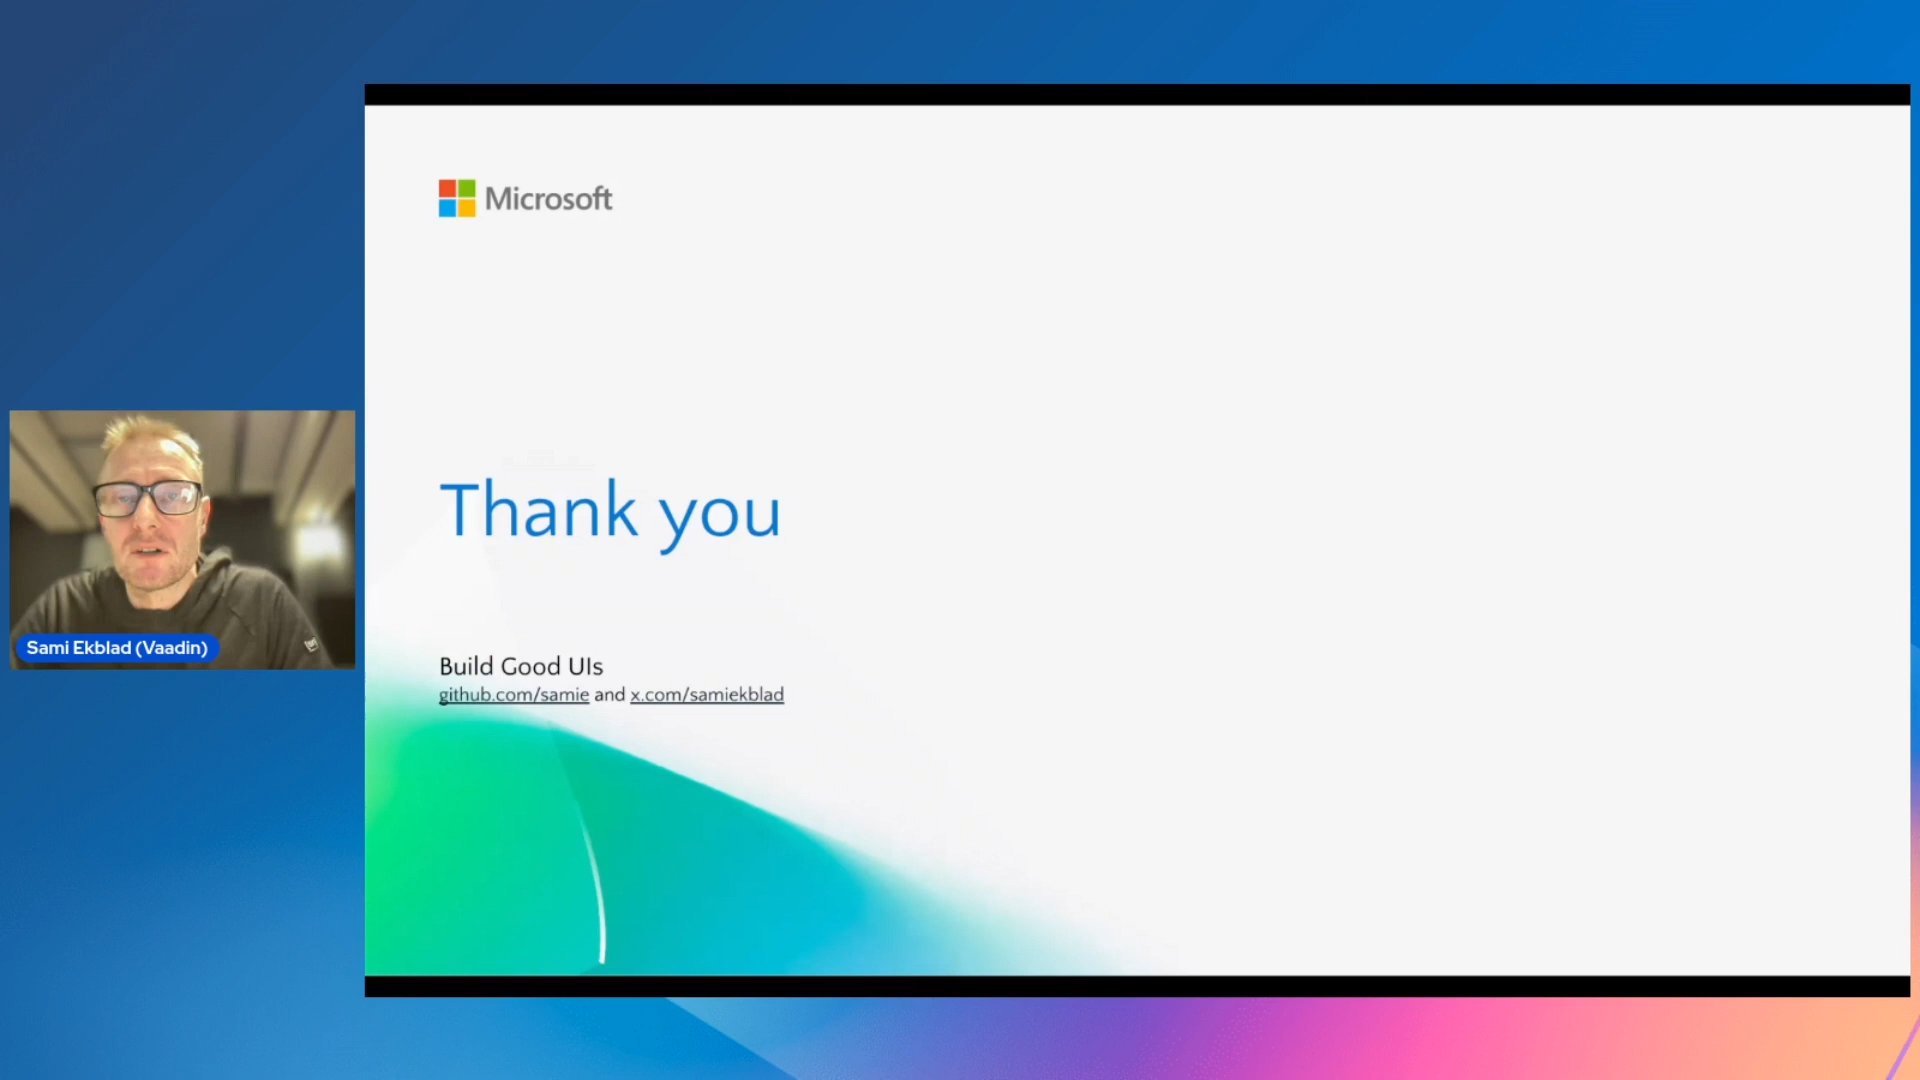 Microsoft
Thank you
Build Good UIs
github.com/samie and x.com/samiekblad
Sami Ekblad (Vaadin)